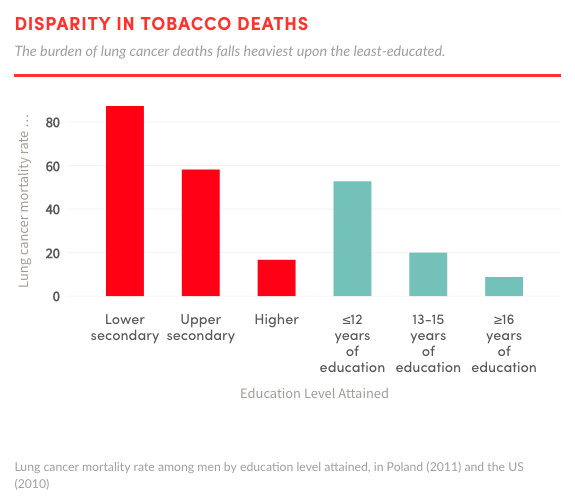 DISPARITY IN TOBACCO DEATHS
The burden of lung cancer deaths falls heaviest upon the least-educated.
Lung cancer mortality rate …
80
60
40
20
0
Lower
secondary
Upper
secondary
Higher
≤12
years
of
education
13–15
years
of
education
≥16
years
of
education
Education Level Attained
Lung cancer mortality rate among men by education level attained, in Poland (2011) and the US
(2010)